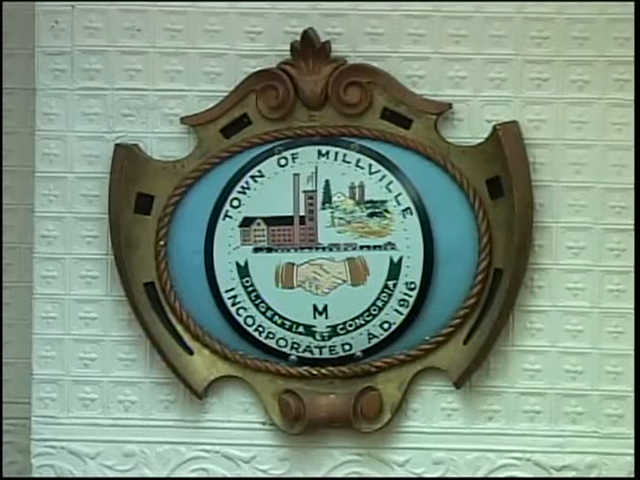 TOWN OF MILLVILLE
DILIGENTIA ET CONCORDIA
M
INCORPORATED A.D. 1916